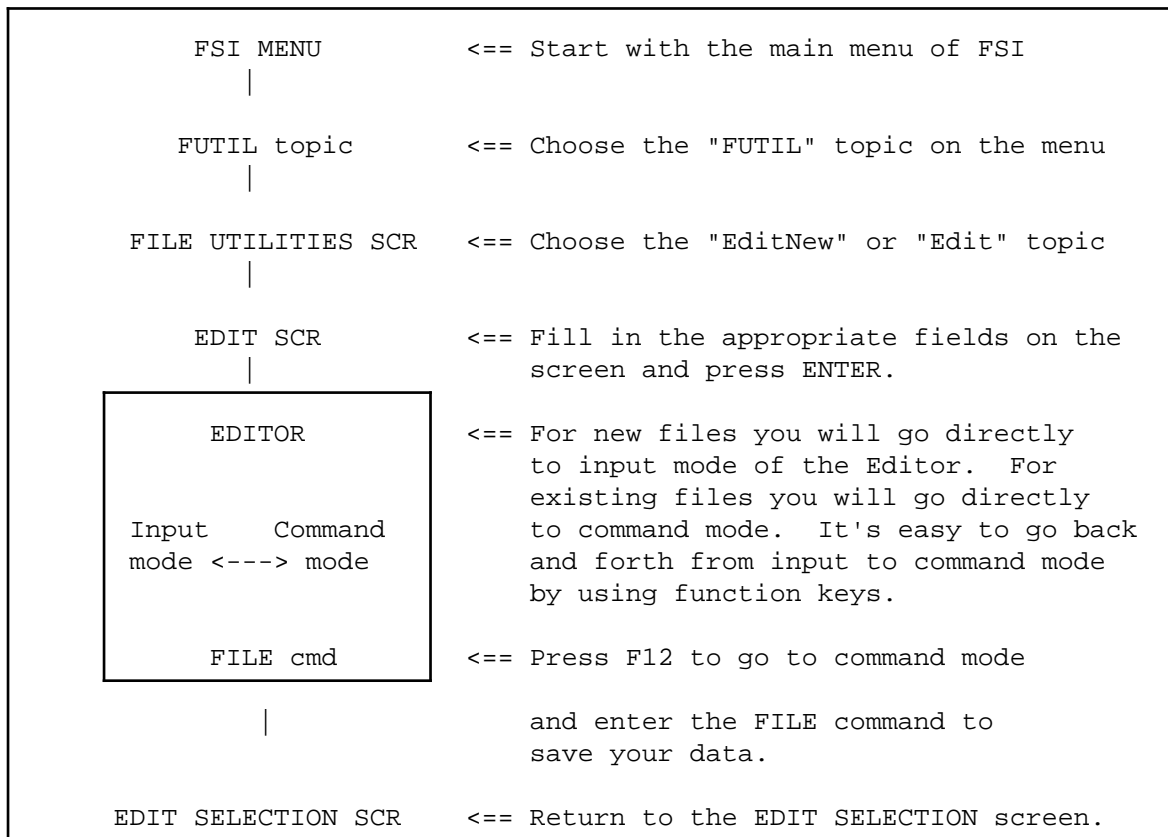 FSI MENU <== Start with the main menu of FSI
|
FUTIL topic <== Choose the "FUTIL" topic on the menu
|
FILE UTILITIES SCR <== Choose the "EditNew" or "Edit" topic
|
EDIT SCR <== Fill in the appropriate fields on the
| screen and press ENTER.
EDITOR <== For new files you will go directly
to input mode of the Editor. For
existing files you will go directly
Input Command to command mode. It's easy to go back
mode <---> mode and forth from input to command mode
by using function keys.
FILE cmd <== Press F12 to go to command mode
| and enter the FILE command to
save your data.
EDIT SELECTION SCR <== Return to the EDIT SELECTION screen.